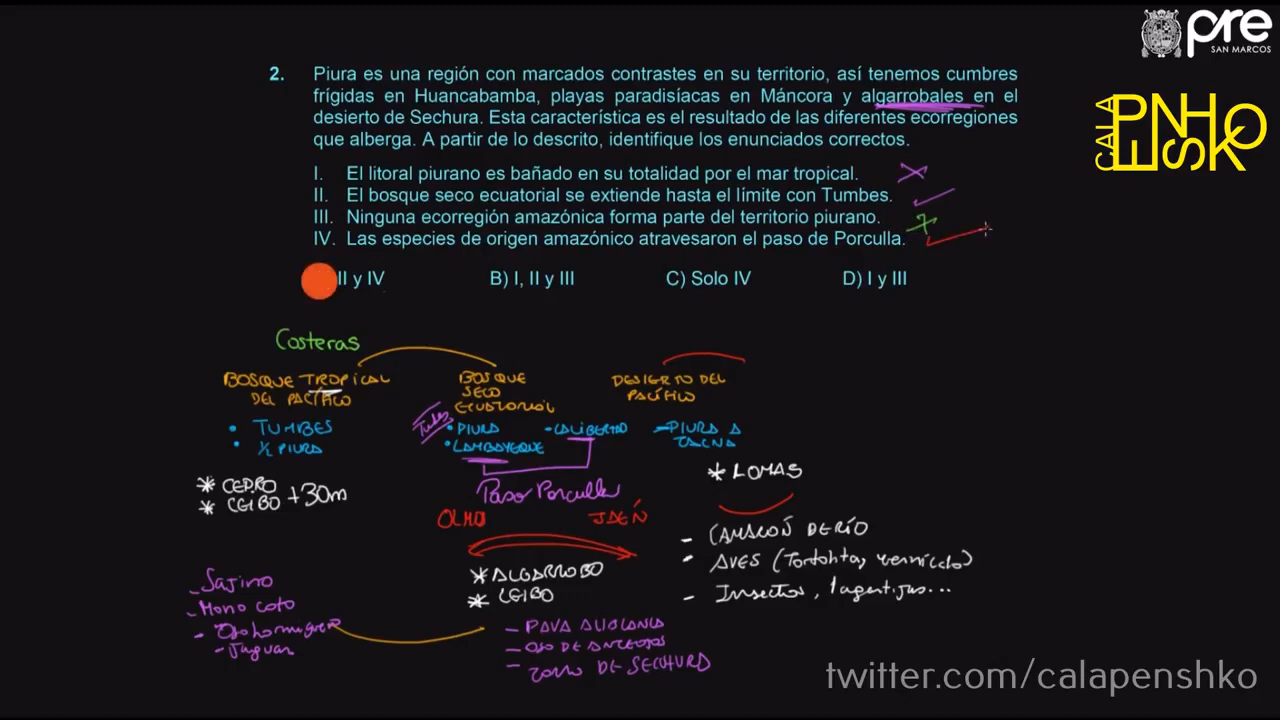 pre
SAN MARCOS
CALA
PENSHKO
2. Piura es una región con marcados contrastes en su territorio, así tenemos cumbres
frígidas en Huancabamba, playas paradisíacas en Máncora y algarrobales en el
desierto de Sechura. Esta característica es el resultado de las diferentes ecorregiones
que alberga. A partir de lo descrito, identifique los enunciados correctos.
I. El litoral piurano es bañado en su totalidad por el mar tropical.
II. El bosque seco ecuatorial se extiende hasta el límite con Tumbes.
III. Ninguna ecorregión amazónica forma parte del territorio piurano.
IV. Las especies de origen amazónico atravesaron el paso de Porculla.
II y IV B) I, II y III C) Solo IV D) I y III
Costeras
BOSQUE TROPICAL DEL PACÍFICO
BOSQUE SECO ECUATORIAL
DESIERTO DEL PACÍFICO
• TUMBES
• ½ PIURA
• PIURA
• LAMBAYEQUE
- LA LIBERTAD
- PIURA A TACNA
* CEDRO
* CEIBO +30m
Paso Porculla
* LOMAS
OLMO JAÉN
* ALGARROBO
* CEIBO
- CAMARÓN DE RÍO
- AVES (Tortolita,
- Insectos, lagartijas...
- Sajino
- Mono coto
- Oso hormiguero
- Jaguar
- PAVA ALIBLANCA
- OSO DE ANTEOJOS
- ZORRO DE SECHURA
twitter.com/calapenshko